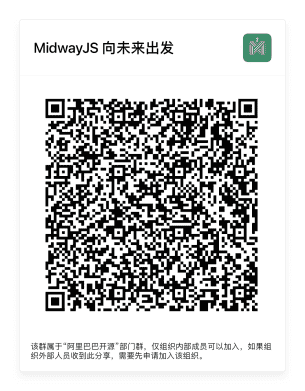 MidwayJS 向未来出发
该群属于“阿里巴巴开源”部门群，仅组织内部成员可以加入，如果组
织外部人员收到此分享，需要先申请加入该组织。